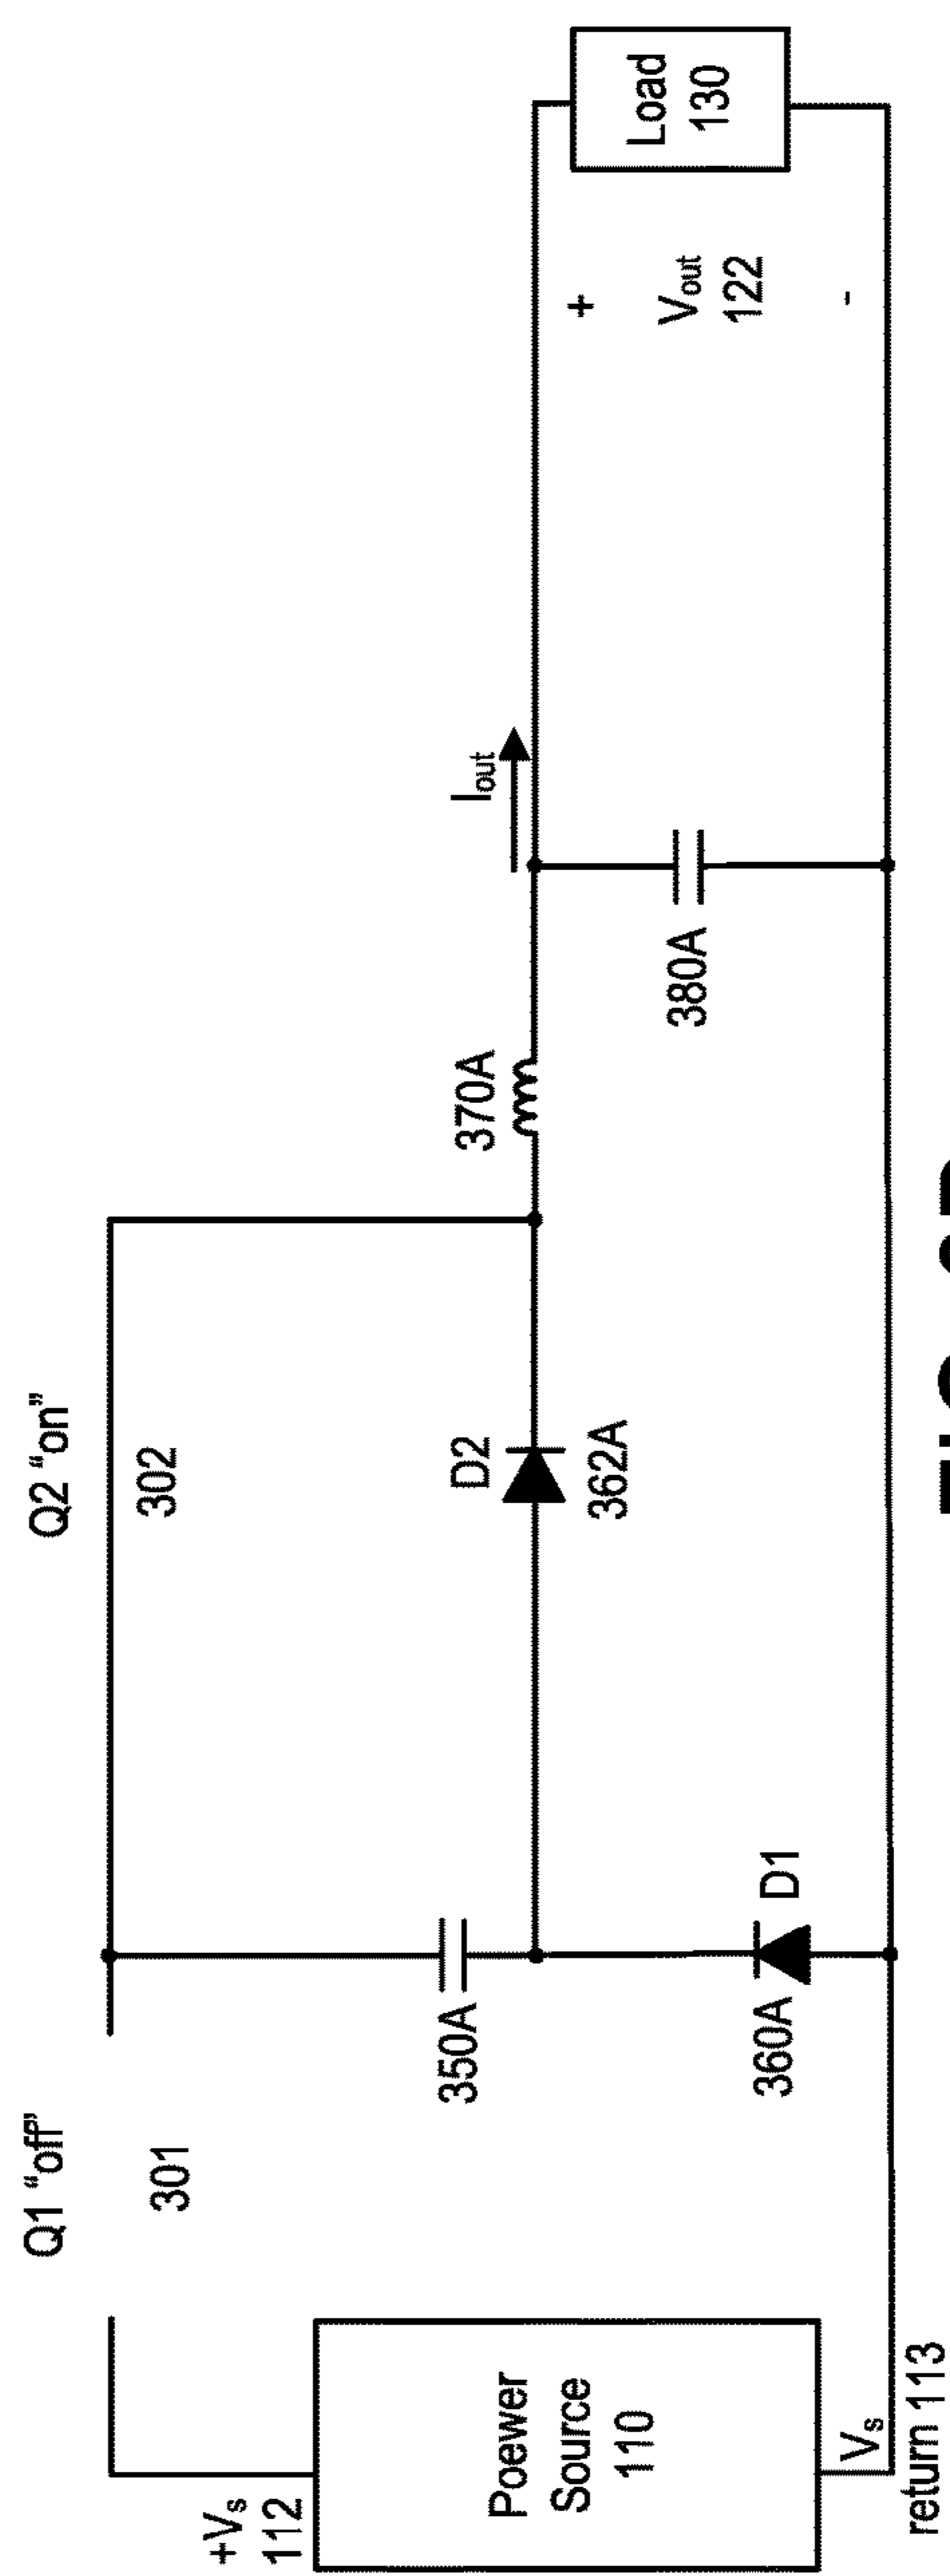 Q1 “off”
Q2 “on”
301
302
+Vs
112
350A
D2
362A
370A
Iout
Poewer
Source
110
360A
D1
380A
+
Vout
122
-
Load
130
Vs
return 113